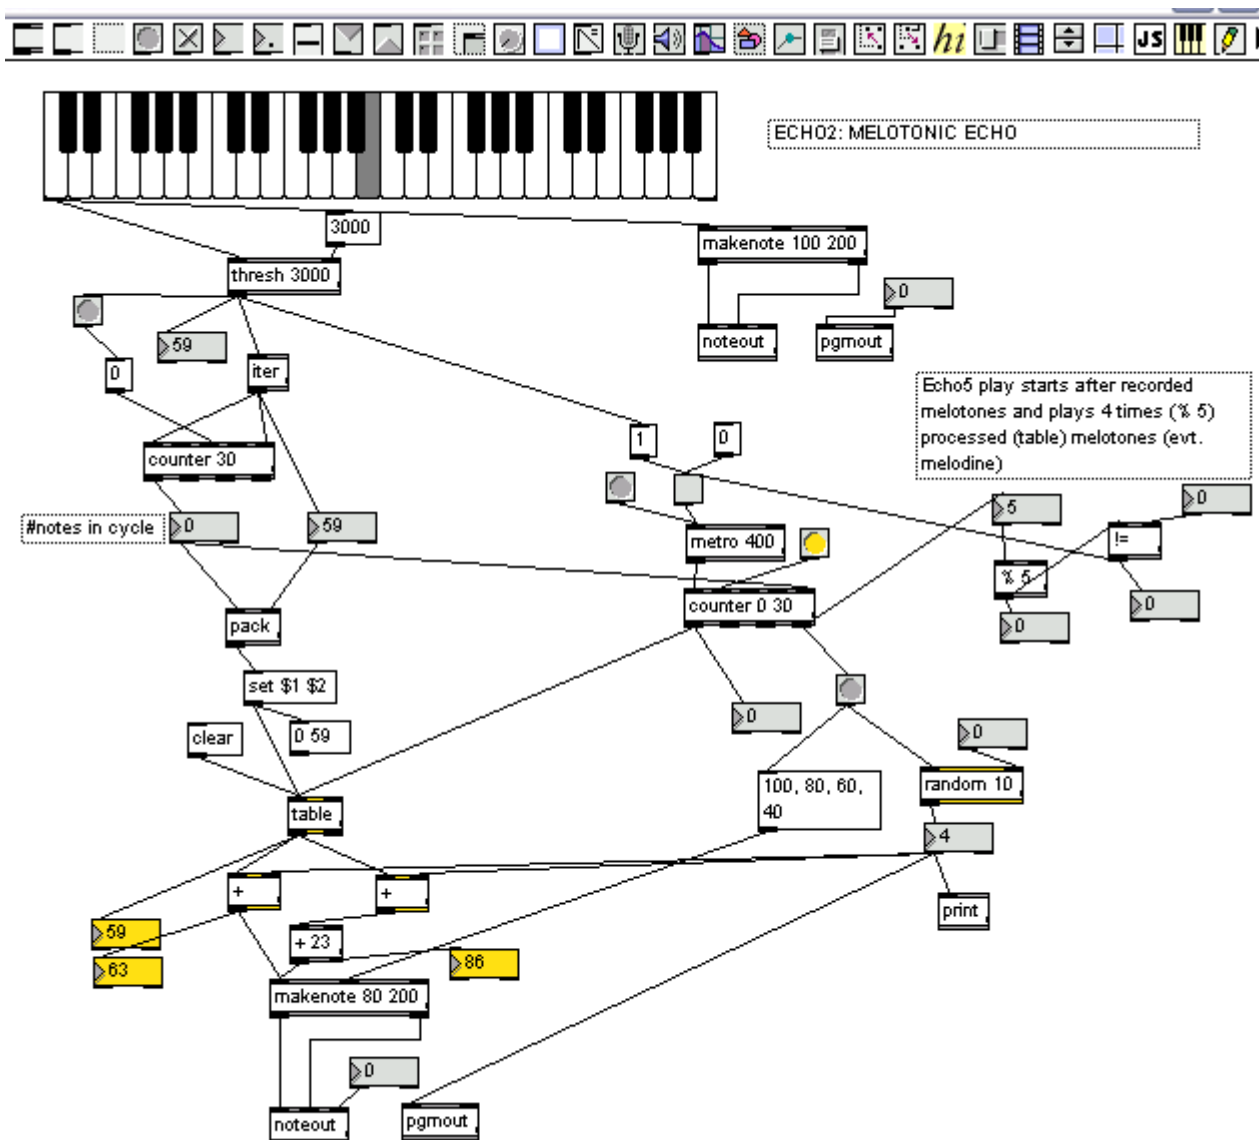 hi
JS
ECHO2: MELOTONIC ECHO
3000
makenote 100 200
thresh 3000
0
59
noteout
pgmout
0
iter
Echo5 play starts after recorded
melotones and plays 4 times (% 5)
processed (table) melotones (evt.
melodine)
1
0
counter 30
5
0
#notes in cycle
0
59
metro 400
!=
% 5
counter 0 30
0
0
pack
set $1 $2
clear
0 59
0
0
100, 80, 60,
40
random 10
table
4
+
+
print
59
+ 23
63
86
makenote 80 200
0
noteout
pgmout